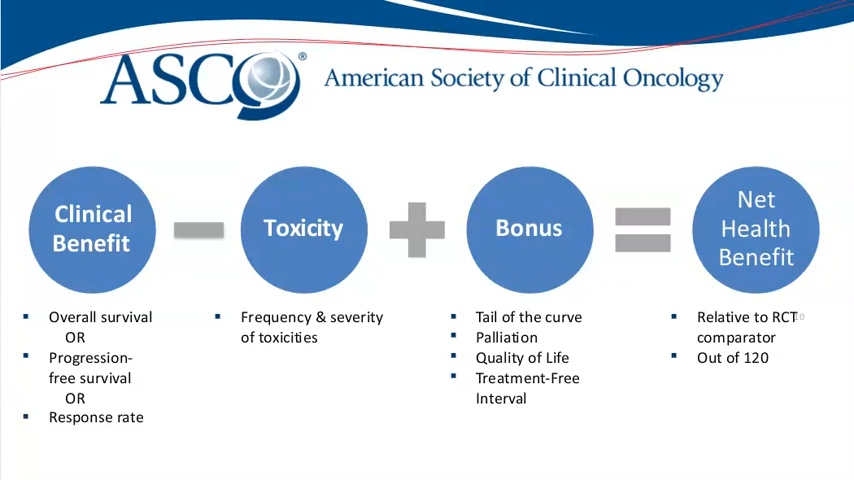 ASCO®
American Society of Clinical Oncology
Clinical
Benefit
Toxicity
Bonus
Net
Health
Benefit
Overall survival
OR
Progression-
free survival
OR
Response rate
Frequency & severity
of toxicities
Tail of the curve
Palliation
Quality of Life
Treatment-Free
Interval
Relative to RCT
comparator
Out of 120